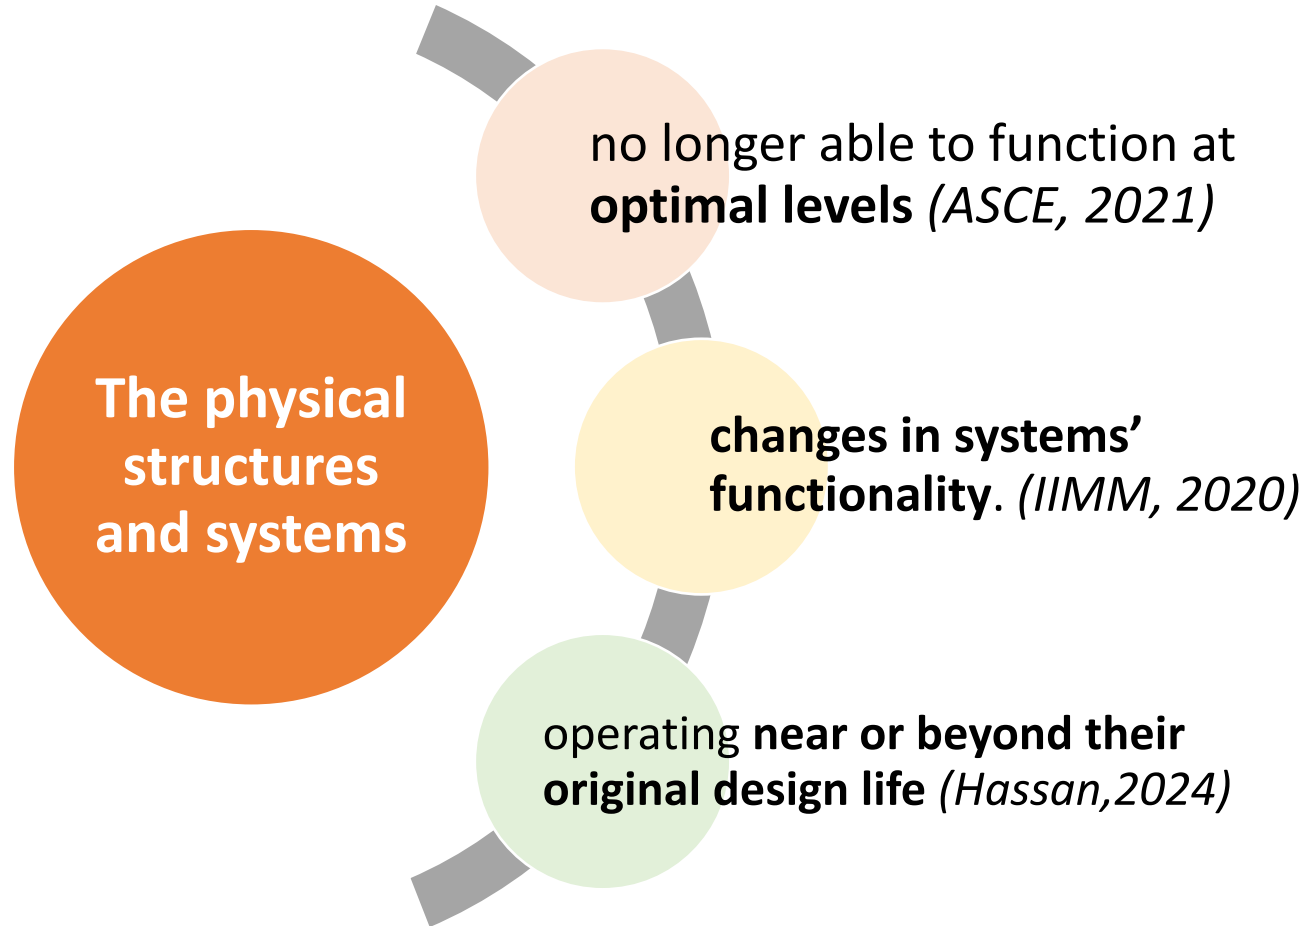 The physical
structures
and systems
no longer able to function at
optimal levels (ASCE, 2021)
changes in systems’
functionality. (IIMM, 2020)
operating near or beyond their
original design life (Hassan,2024)